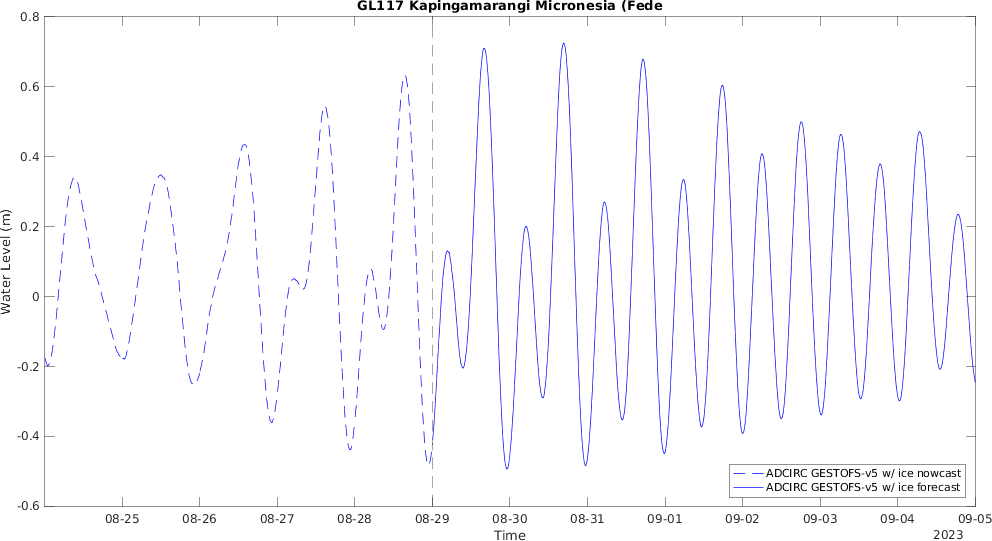 GL117 Kapingamarangi Micronesia (Fede
0.8
0.6
0.4
0.2
0
-0.2
-0.4
-0.6
Water Level (m)
08-25 08-26 08-27 08-28 08-29 08-30 08-31 09-01 09-02 09-03 09-04 09-05
Time
2023
ADCIRC GESTOFS-v5 w/ ice nowcast
ADCIRC GESTOFS-v5 w/ ice forecast